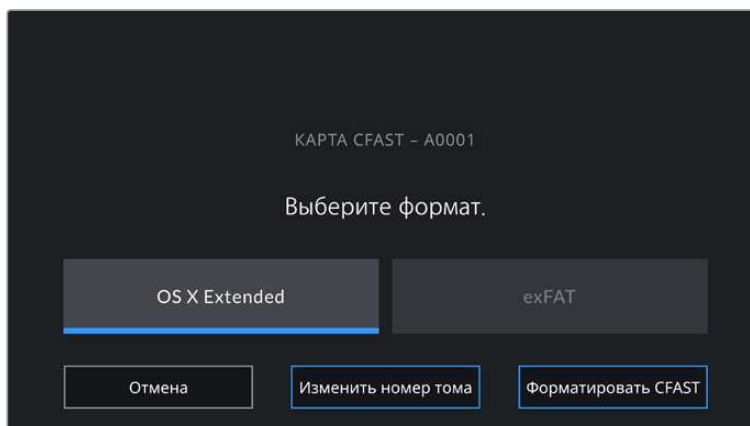 КАРТА CFAST – A0001
Выберите формат.
OS X Extended
exFAT
Отмена
Изменить номер тома
Форматировать CFAST